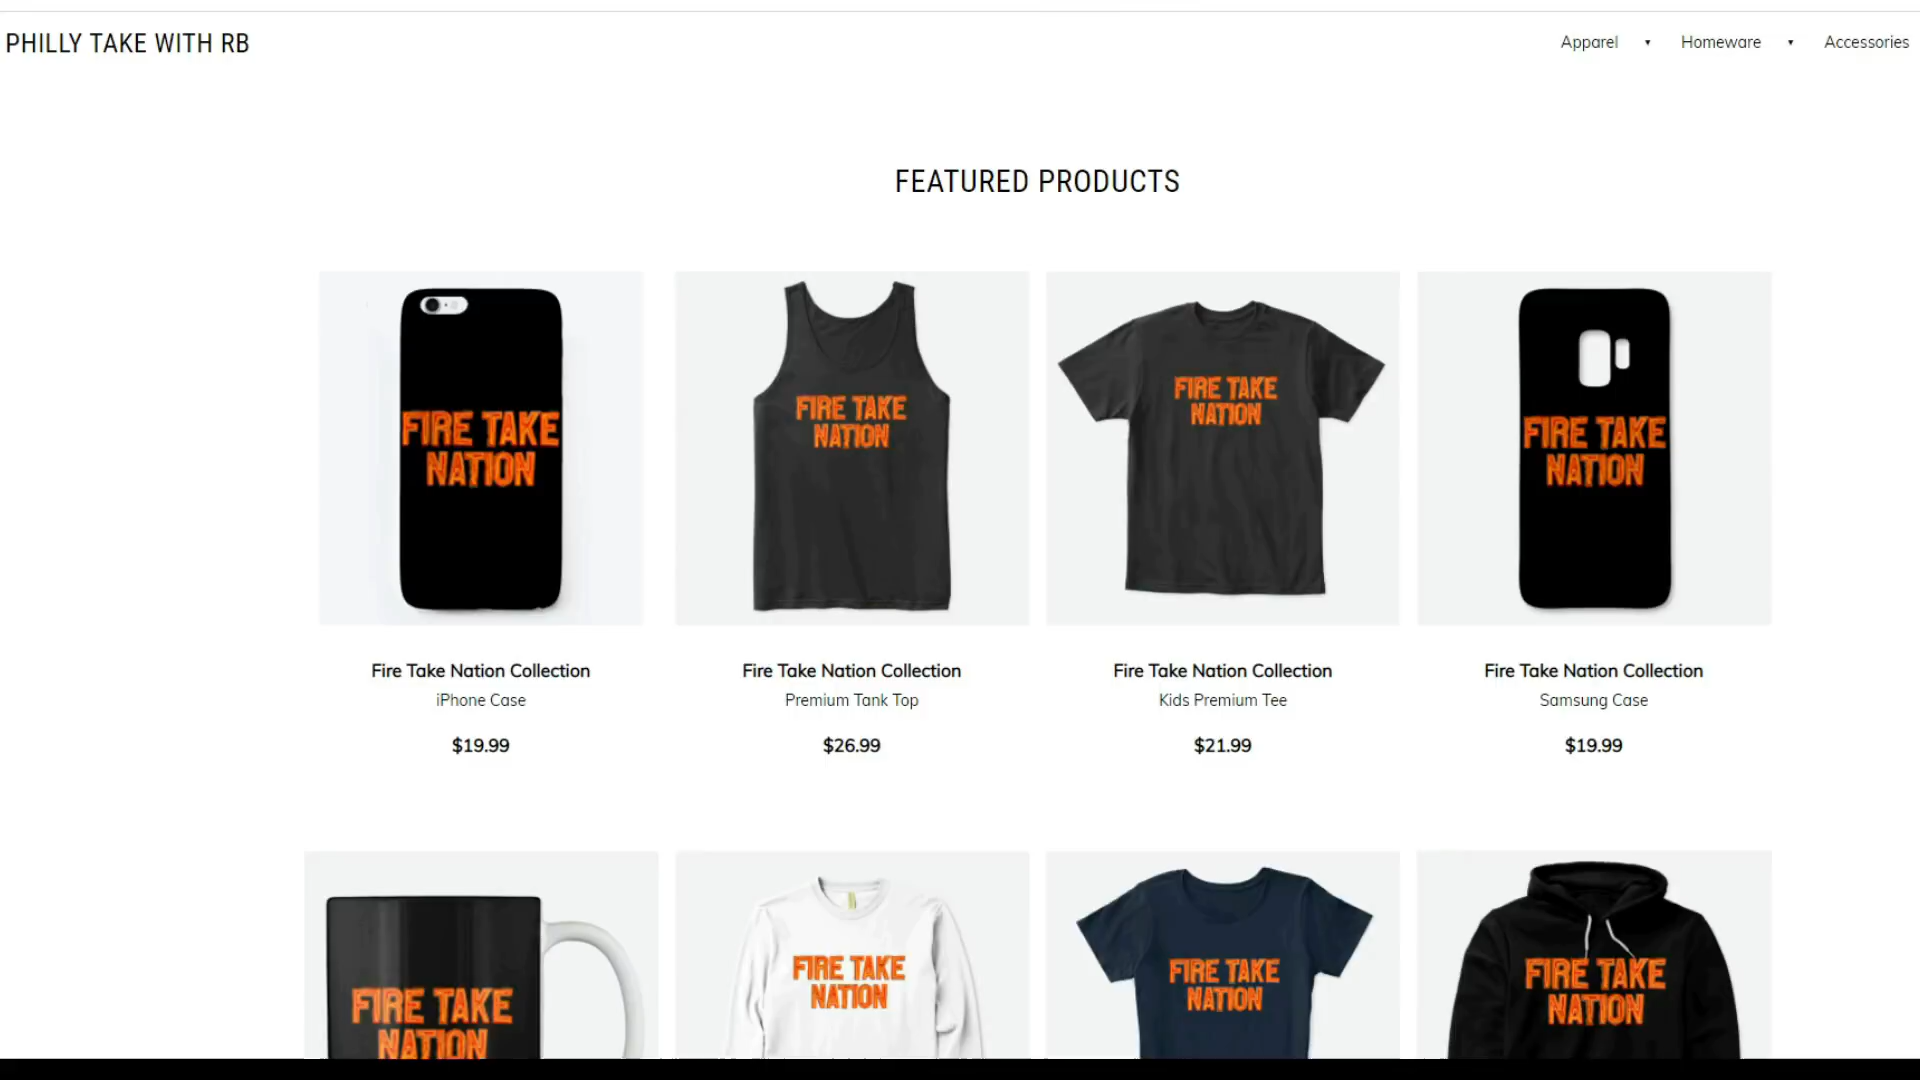 PHILLY TAKE WITH RB
Apparel
Homeware
Accessories
FEATURED PRODUCTS
FIRE TAKE
NATION
FIRE TAKE
NATION
FIRE TAKE
NATION
FIRE TAKE
NATION
Fire Take Nation Collection
iPhone Case
$19.99
Fire Take Nation Collection
Premium Tank Top
$26.99
Fire Take Nation Collection
Kids Premium Tee
$21.99
Fire Take Nation Collection
Samsung Case
$19.99
FIRE TAKE
NATION
FIRE TAKE
NATION
FIRE TAKE
NATION
FIRE TAKE
NATION